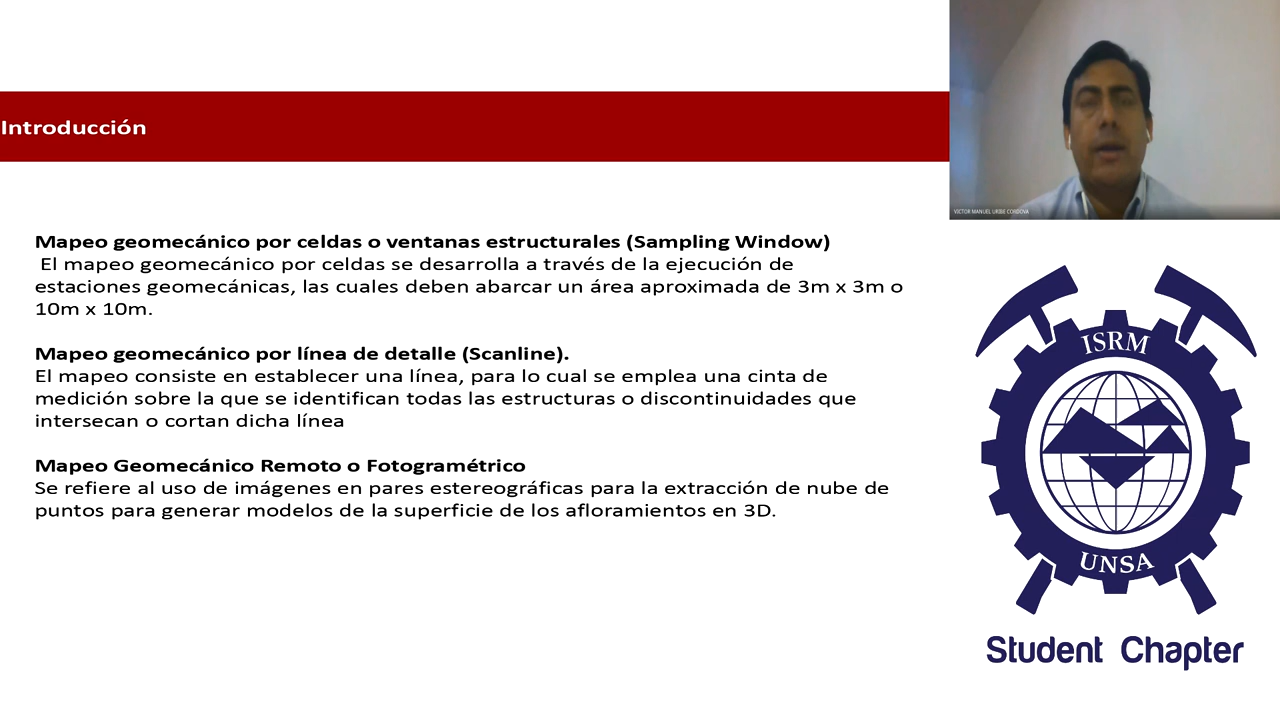 Introducción
Mapeo geomecánico por celdas o ventanas estructurales (Sampling Window)
El mapeo geomecánico por celdas se desarrolla a través de la ejecución de
estaciones geomecánicas, las cuales deben abarcar un área aproximada de 3m x 3m o
10m x 10m.
Mapeo geomecánico por línea de detalle (Scanline).
El mapeo consiste en establecer una línea, para lo cual se emplea una cinta de
medición sobre la que se identifican todas las estructuras o discontinuidades que
intersecan o cortan dicha línea
Mapeo Geomecánico Remoto o Fotogramétrico
Se refiere al uso de imágenes en pares estereográficas para la extracción de nube de
puntos para generar modelos de la superficie de los afloramientos en 3D.
VICTOR MANUEL URIBE CORDOVA
ISRM
UNSA
Student Chapter